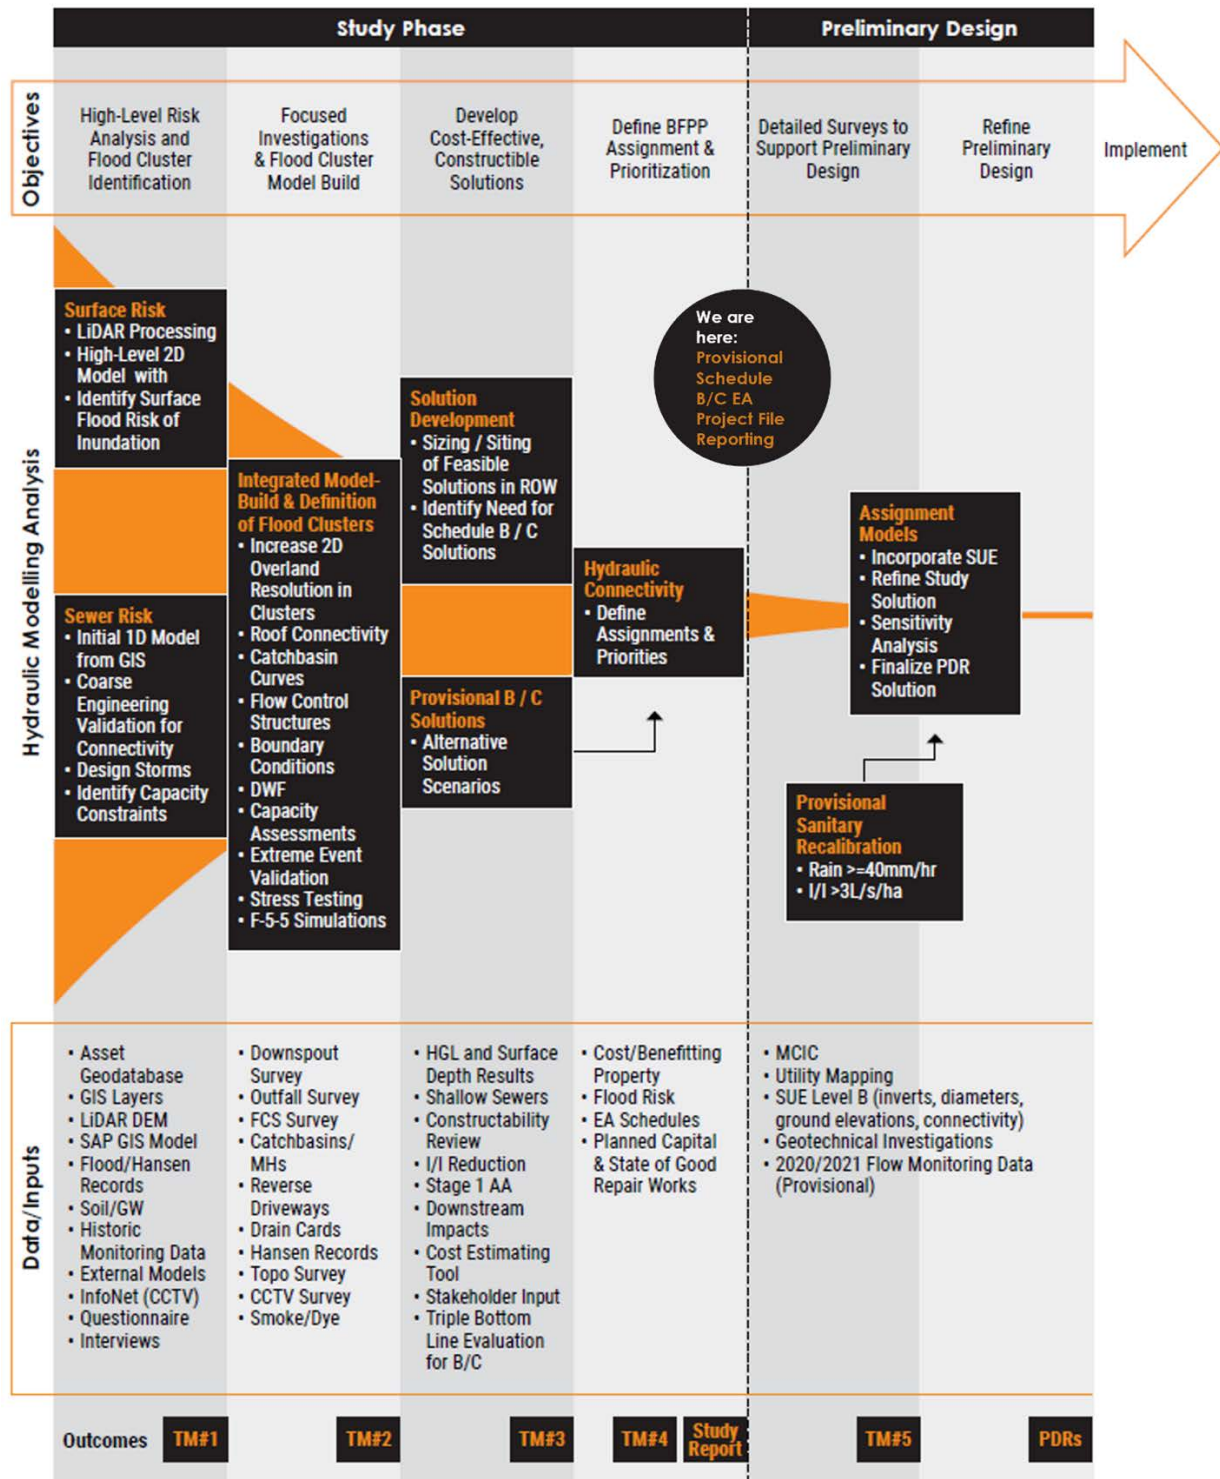 Study Phase
Preliminary Design
Objectives
High-Level Risk
Analysis and
Flood Cluster
Identification
Focused
Investigations
& Flood Cluster
Model Build
Develop
Cost-Effective,
Constructible
Solutions
Define BFPP
Assignment &
Prioritization
Detailed Surveys to
Support Preliminary
Design
Refine
Preliminary
Design
Implement
Hydraulic Modelling Analysis
Surface Risk
• LiDAR Processing
• High-Level 2D
Model with
• Identify Surface
Flood Risk of
Inundation
Sewer Risk
• Initial 1D Model
from GIS
• Coarse
Engineering
Validation for
Connectivity
• Design Storms
• Identify Capacity
Constraints
Integrated Model-
Build & Definition
of Flood Clusters
• Increase 2D
Overland
Resolution in
Clusters
• Roof Connectivity
• Catchbasin
Curves
• Flow Control
Structures
• Boundary
Conditions
• DWF
• Capacity
Assessments
• Extreme Event
Validation
• Stress Testing
• F-5-5 Simulations
Solution
Development
• Sizing / Siting
of Feasible
Solutions in ROW
• Identify Need for
Schedule B / C
Solutions
Provisional B / C
Solutions
• Alternative
Solution
Scenarios
Hydraulic
Connectivity
• Define
Assignments &
Priorities
We are
here:
Provisional
Schedule
B/C EA
Project File
Reporting
Assignment
Models
• Incorporate SUE
• Refine Study
Solution
• Sensitivity
Analysis
• Finalize PDR
Solution
Provisional
Sanitary
Recalibration
• Rain >=40mm/hr
• I/I >3L/s/ha
Data/Inputs
• Asset
Geodatabase
• GIS Layers
• LiDAR DEM
• SAP GIS Model
• Flood/Hansen
Records
• Soil/GW
• Historic
Monitoring Data
• External Models
• InfoNet (CCTV)
• Questionnaire
• Interviews
• Downspout
Survey
• Outfall Survey
• FCS Survey
• Catchbasins/
MHs
• Reverse
Driveways
• Drain Cards
• Hansen Records
• Topo Survey
• CCTV Survey
• Smoke/Dye
• HGL and Surface
Depth Results
• Shallow Sewers
• Constructability
Review
• I/I Reduction
• Stage 1 AA
• Downstream
Impacts
• Cost Estimating
Tool
• Stakeholder Input
• Triple Bottom
Line Evaluation
for B/C
• Cost/Benefitting
Property
• Flood Risk
• EA Schedules
• Planned Capital
& State of Good
Repair Works
• MCIC
• Utility Mapping
• SUE Level B (inverts, diameters,
ground elevations, connectivity)
• Geotechnical Investigations
• 2020/2021 Flow Monitoring Data
(Provisional)
Outcomes
TM#1
TM#2
TM#3
TM#4
Study
Report
TM#5
PDRs